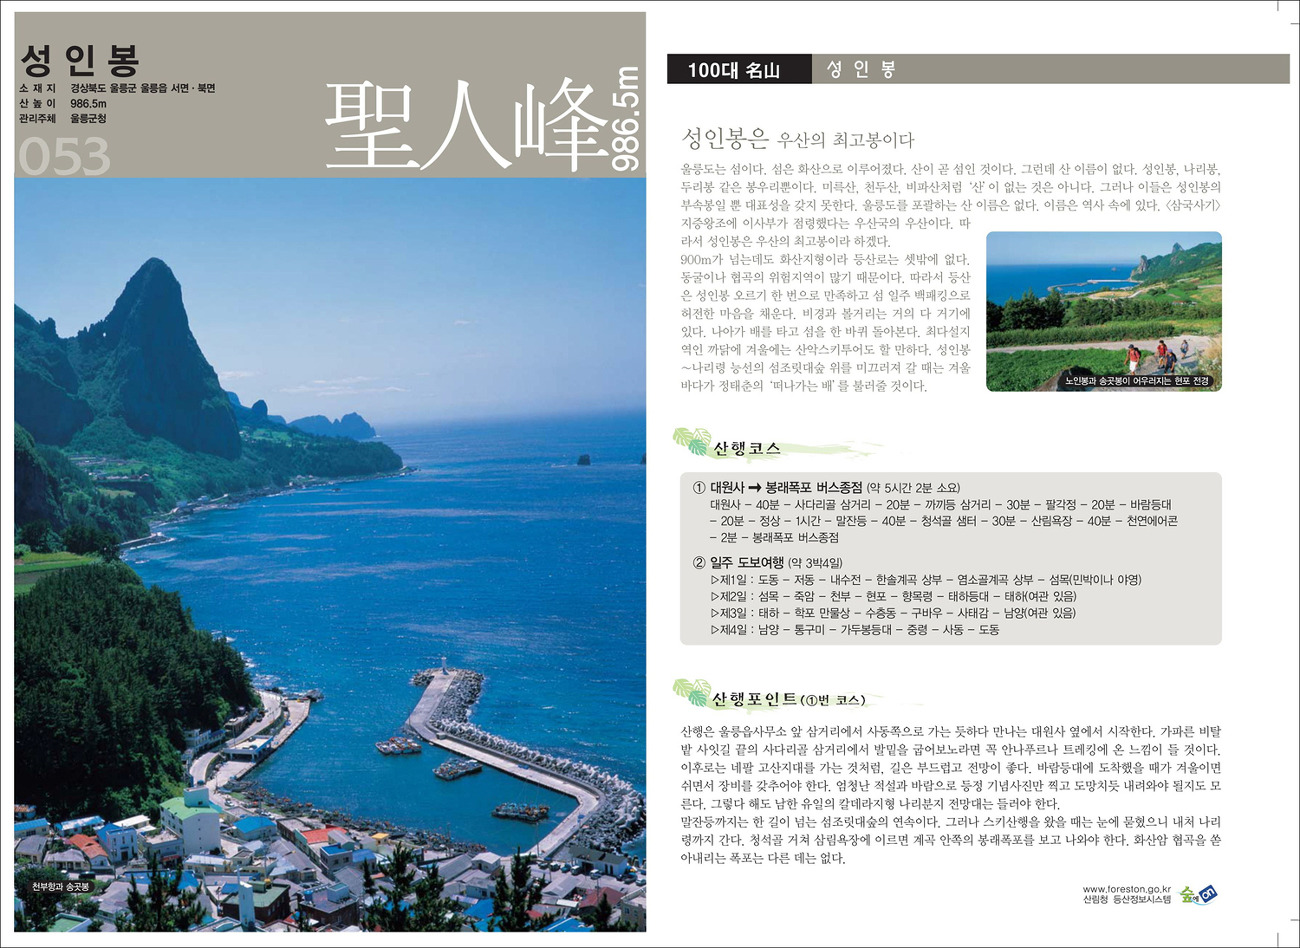 성인봉
소 재 지 경상북도 울릉군 울릉읍 서면 · 북면
산 높 이 986.5m
관리주체 울릉군청
053
聖人峰
986.5m
천부항과 송곳봉
100대 名山 성 인 봉
성인봉은 우산의 최고봉이다
울릉도는 섬이다. 섬은 화산으로 이루어졌다. 산이 곧 섬인 것이다. 그런데 산 이름이 없다. 성인봉, 나리봉,
두리봉 같은 봉우리뿐이다. 미륵산, 천두산, 비파산처럼 ‘산’이 없는 것은 아니다. 그러나 이들은 성인봉의
부속봉일 뿐 대표성을 갖지 못한다. 울릉도를 포괄하는 산 이름은 없다. 이름은 역사 속에 있다. 〈삼국사기〉
지증왕조에 이사부가 점령했다는 우산국의 우산이다. 따
라서 성인봉은 우산의 최고봉이라 하겠다.
900m가 넘는데도 화산지형이라 등산로는 셋밖에 없다.
동굴이나 협곡의 위험지역이 많기 때문이다. 따라서 등산
은 성인봉 오르기 한 번으로 만족하고 섬 일주 백패킹으로
허전한 마음을 채운다. 비경과 볼거리는 거의 다 거기에
있다. 나아가 배를 타고 섬을 한 바퀴 돌아본다. 최다설지
역인 까닭에 겨울에는 산악스키투어도 할 만하다. 성인봉
~나리령 능선의 섬조릿대숲 위를 미끄러져 갈 때는 겨울
바다가 정태춘의 ‘떠나가는 배’를 불러줄 것이다.
노인봉과 송곳봉이 어우러지는 현포 전경
산행코스
① 대원사 ➞ 봉래폭포 버스종점 (약 5시간 2분 소요)
대원사 – 40분 – 사다리골 삼거리 – 20분 – 까끼등 삼거리 – 30분 – 팔각정 – 20분 – 바람등대
– 20분 – 정상 – 1시간 – 말잔등 – 40분 – 청석골 샘터 – 30분 – 산림욕장 – 40분 – 천연에어콘
– 2분 – 봉래폭포 버스종점
② 일주 도보여행 (약 3박4일)
▷제1일 : 도동 – 저동 – 내수전 – 한솔계곡 상부 – 염소골계곡 상부 – 섬목(민박이나 야영)
▷제2일 : 섬목 – 죽암 – 천부 – 현포 – 향목령 – 태하등대 – 태하(여관 있음)
▷제3일 : 태하 – 학포 만물상 – 수층동 – 구바우 – 사태감 – 남양(여관 있음)
▷제4일 : 남양 – 통구미 – 가두봉등대 – 중령 – 사동 – 도동
산행포인트(①번 코스)
산행은 울릉읍사무소 앞 삼거리에서 사동쪽으로 가는 듯하다 만나는 대원사 옆에서 시작한다. 가파른 비탈
밭 사잇길 끝의 사다리골 삼거리에서 발밑을 굽어보노라면 꼭 안나푸르나 트레킹에 온 느낌이 들 것이다.
이후로는 네팔 고산지대를 가는 것처럼, 길은 부드럽고 전망이 좋다. 바람등대에 도착했을 때가 겨울이면
쉬면서 장비를 갖추어야 한다. 엄청난 적설과 바람으로 등정 기념사진만 찍고 도망치듯 내려와야 될지도 모
른다. 그렇다 해도 남한 유일의 칼데라지형 나리분지 전망대는 들러야 한다.
말잔등까지는 한 길이 넘는 섬조릿대숲의 연속이다. 그러나 스키산행을 왔을 때는 눈에 묻혔으니 내처 나리
령까지 간다. 청석골 거쳐 삼림욕장에 이르면 계곡 안쪽의 봉래폭포를 보고 나와야 한다. 화산암 협곡을 쏟
아내리는 폭포는 다른 데는 없다.
www.foreston.go.kr
산림청 등산정보시스템
숲에on